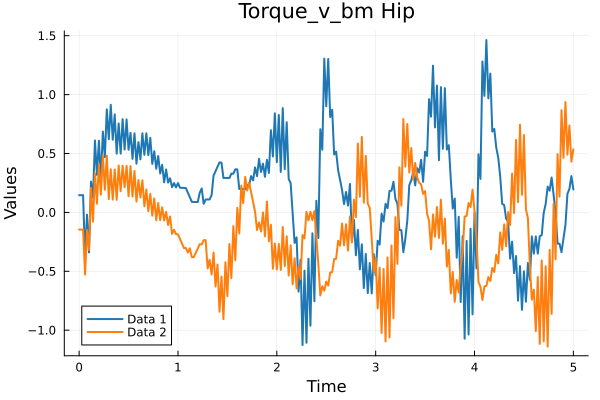 Torque_v_bm Hip
Values
1.5
1.0
0.5
0.0
−0.5
−1.0
Data 1
Data 2
0 1 2 3 4 5
Time